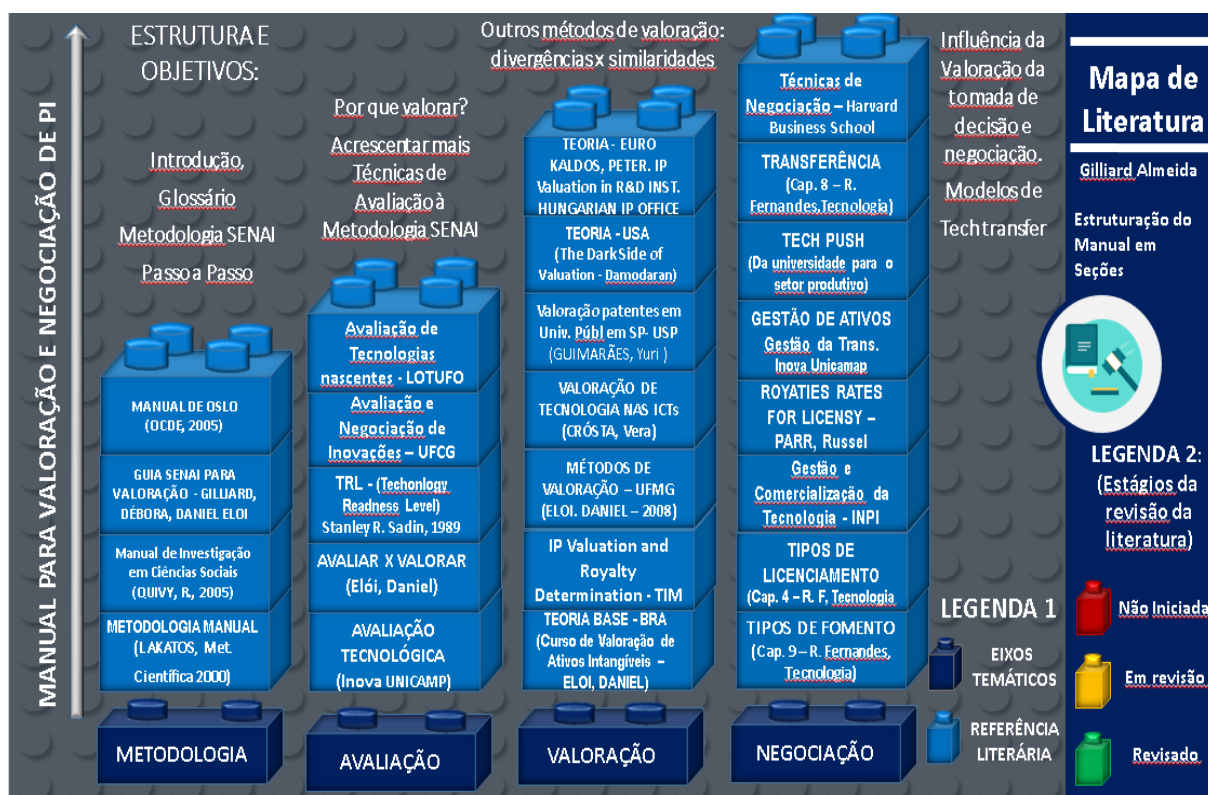 MANUAL PARA VALORAÇÃO E NEGOCIAÇÃO DE PI
ESTRUTURA E
OBJETIVOS:
Introdução,
Glossário
Metodologia SENAI
Passo a Passo
MANUAL DE OSLO
(OCDE, 2005)
GUIA SENAI PARA
VALORAÇÃO - GILLIARD,
DÉBORA, DANIEL ELOI
Manual de Investigação
em Ciências Sociais
(QUIVY, R., 2005)
METODOLOGIA MANUAL
(LAKATOS, Met.
Científica 2000)
METODOLOGIA
Por que valorar?
Acrescentar mais
Técnicas de
Avaliação à
Metodologia SENAI
Avaliação de
Tecnologias
nascentes - LOTUFO
Avaliação e
Negociação de
Inovações – UFCG
TRL - (Techonlogy
Readness Level)
Stanley R. Sadin, 1989
AVALIAR X VALORAR
(Elói, Daniel)
AVALIAÇÃO
TECNOLÓGICA
(Inova UNICAMP)
AVALIAÇÃO
Outros métodos de valoração:
divergências x similaridades
TEORIA - EURO
KALDOS, PETER. IP
Valuation in R&D INST.
HUNGARIAN IP OFFICE
TEORIA - USA
(The Dark Side of
Valuation - Damodaran)
Valoração patentes em
Univ. Públ em SP- USP
(GUIMARÃES, Yuri )
VALORAÇÃO DE
TECNOLOGIA NAS ICTs
(CRÓSTA, Vera)
MÉTODOS DE
VALORAÇÃO – UFMG
(ELOI. DANIEL – 2008)
IP Valuation and
Royalty
Determination - TIM
TEORIA BASE - BRA
(Curso de Valoração de
Ativos Intangíveis –
ELOI, DANIEL)
VALORAÇÃO
Técnicas de
Negociação – Harvard
Business School
TRANSFERÊNCIA
(Cap. 8 – R.
Fernandes,Tecnologia)
TECH PUSH
(Da universidade para o
setor produtivo)
GESTÃO DE ATIVOS
Gestão da Trans.
Inova Unicamap
ROYATIES RATES
FOR LICENSY –
PARR, Russel
Gestão e
Comercialização da
Tecnologia - INPI
TIPOS DE
LICENCIAMENTO
(Cap. 4 – R. F, Tecnologia
TIPOS DE FOMENTO
(Cap. 9– R. Fernandes,
Tecnologia)
NEGOCIAÇÃO
Influência da
Valoração da
tomada de
decisão e
negociação.
Modelos de
Tech transfer
LEGENDA 1
EIXOS
TEMÁTICOS
REFERÊNCIA
LITERÁRIA
Mapa de
Literatura
Gilliard Almeida
Estruturação do
Manual em
Seções
LEGENDA 2:
(Estágios da
revisão da
literatura)
Não Iniciada
Em revisão
Revisado